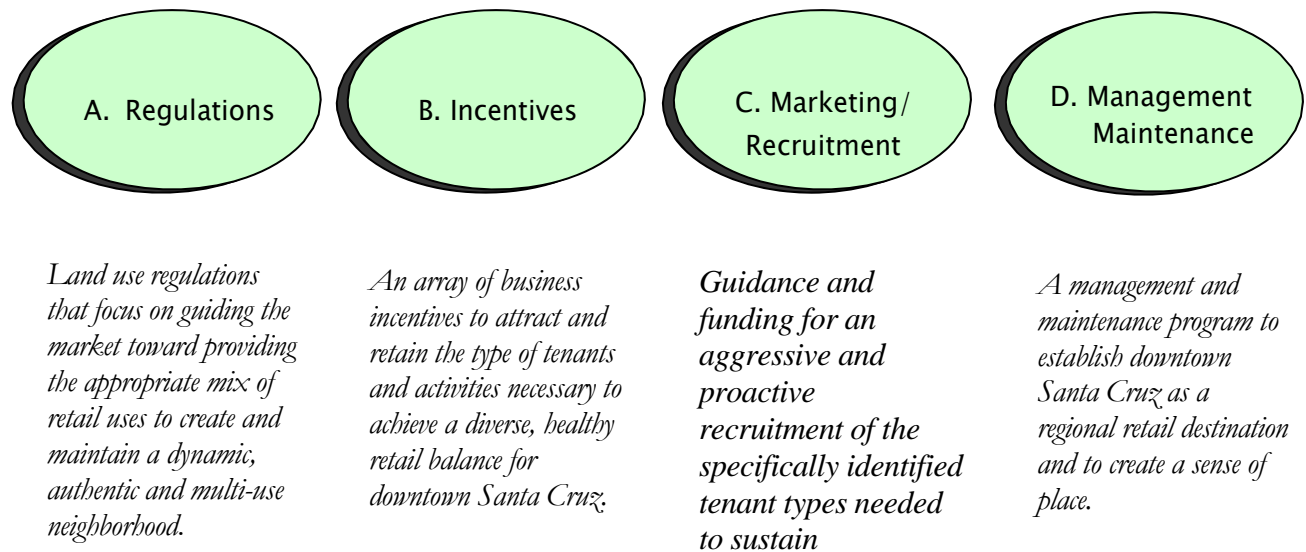 A. Regulations
B. Incentives
C. Marketing/
Recruitment
D. Management
Maintenance
Land use regulations
that focus on guiding the
market toward providing
the appropriate mix of
retail uses to create and
maintain a dynamic,
authentic and multi-use
neighborhood.
An array of business
incentives to attract and
retain the type of tenants
and activities necessary to
achieve a diverse, healthy
retail balance for
downtown Santa Cruz.
Guidance and
funding for an
aggressive and
proactive
recruitment of the
specifically identified
tenant types needed
to sustain
A management and
maintenance program to
establish downtown
Santa Cruz as a
regional retail destination
and to create a sense of
place.